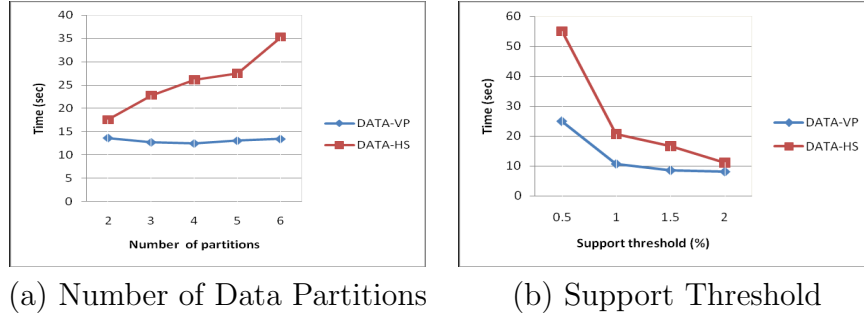 40
35
30
25
20
15
10
5
0
Time (sec)
2 3 4 5 6
Number of partitions
DATA-VP
DATA-HS
(a) Number of Data Partitions
60
50
40
30
20
10
0
Time (sec)
0.5 1 1.5 2
Support threshold (%)
DATA-VP
DATA-HS
(b) Support Threshold